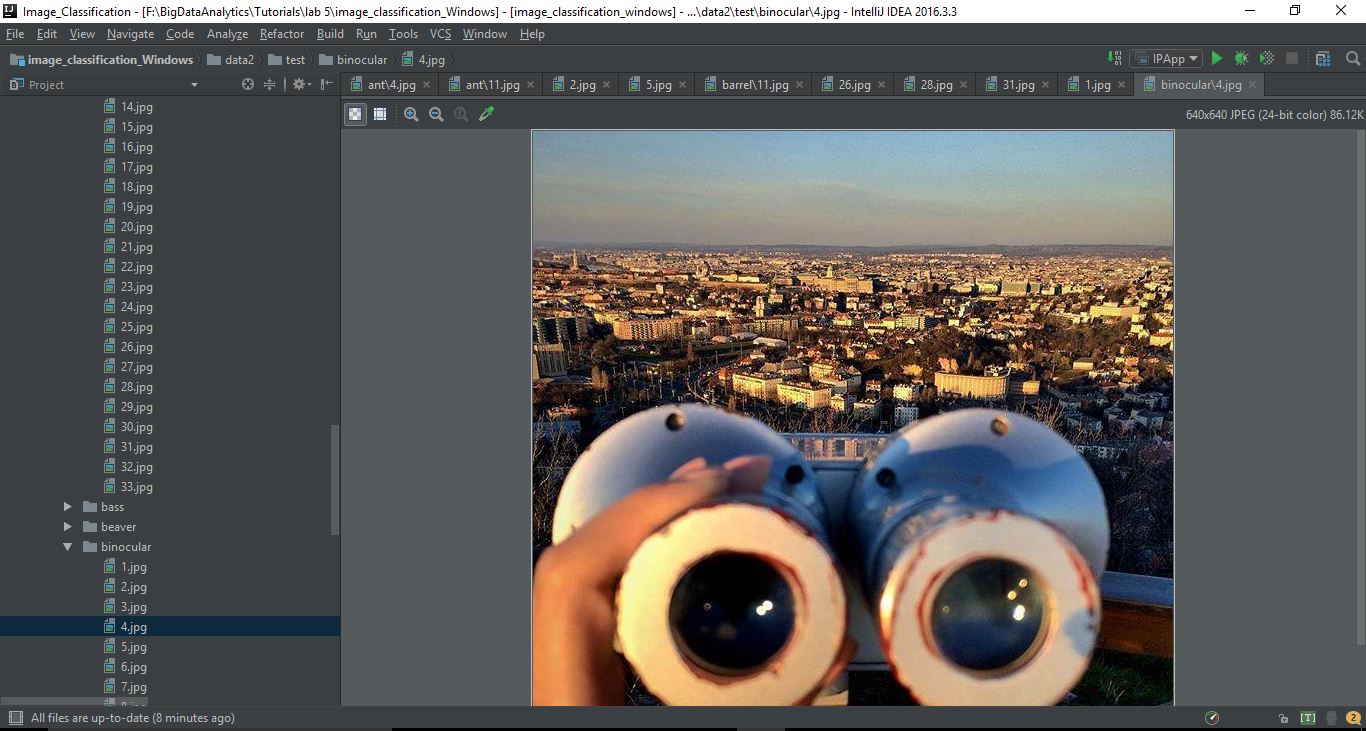 Image_Classification - [F:\BigDataAnalytics\Tutorials\lab 5\image_classification_Windows] - [image_classification_windows] - ...\data2\test\binocular\4.jpg - IntelliJ IDEA 2016.3.3
File Edit View Navigate Code Analyze Refactor Build Run Tools VCS Window Help
image_classification_Windows data2 test binocular 4.jpg IPApp
Project ant\4.jpg ant\11.jpg 2.jpg 5.jpg barrel\11.jpg 26.jpg 28.jpg 31.jpg 1.jpg binocular\4.jpg
640x640 JPEG (24-bit color) 86.12K
14.jpg
15.jpg
16.jpg
17.jpg
18.jpg
19.jpg
20.jpg
21.jpg
22.jpg
23.jpg
24.jpg
25.jpg
26.jpg
27.jpg
28.jpg
29.jpg
30.jpg
31.jpg
32.jpg
33.jpg
bass
beaver
binocular
1.jpg
2.jpg
3.jpg
4.jpg
5.jpg
6.jpg
7.jpg
All files are up-to-date (8 minutes ago) [T] 2